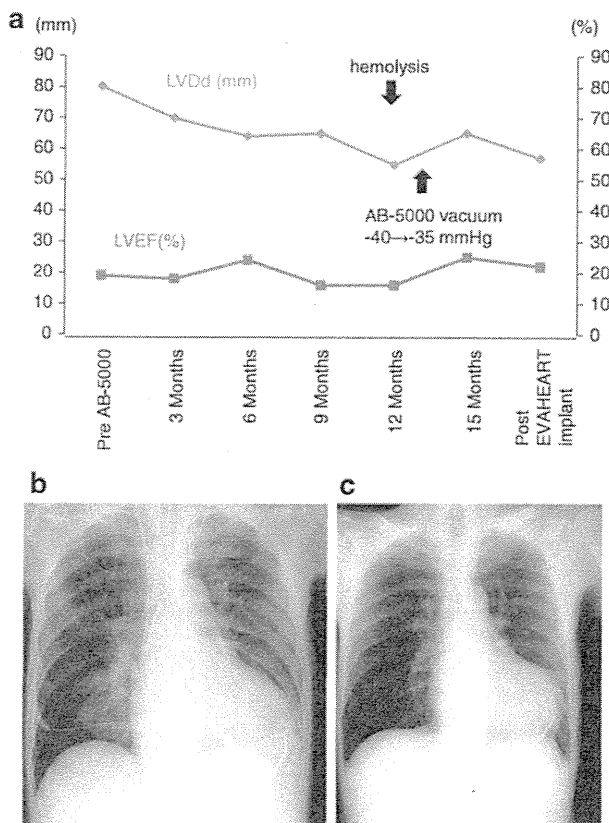 a
(mm)
(%)
90
80
70
60
50
40
30
20
10
0
LVDd (mm)
hemolysis
AB-5000 vacuum
-40→-35 mmHg
LVEF(%)
90
80
70
60
50
40
30
20
10
0
Pre AB-5000
3 Months
6 Months
9 Months
12 Months
15 Months
Post
EVAHEART
implant
b
c